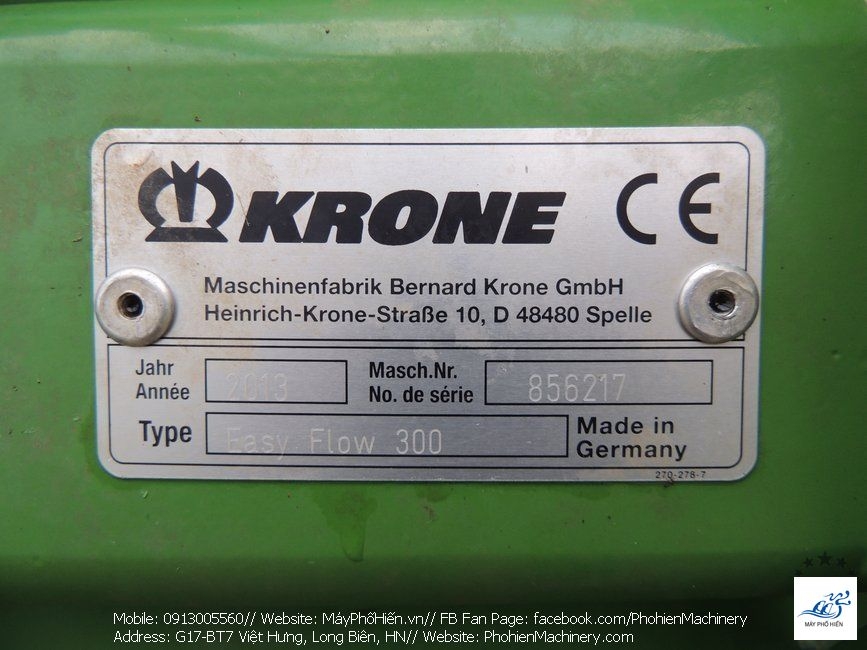 KRONE CE
Maschinenfabrik Bernard Krone GmbH
Heinrich-Krone-Straße 10, D 48480 Spelle
Jahr
Année
2013
Masch.Nr.
No. de série
856217
Type
Easy Flow 300
Made in
Germany
270-278-7
Mobile: 0913005560// Website: MáyPhốHiến.vn// FB Fan Page: facebook.com/PhohienMachinery
Address: G17-BT7 Việt Hưng, Long Biên, HN// Website: PhohienMachinery.com
MÁY PHỐ HIẾN